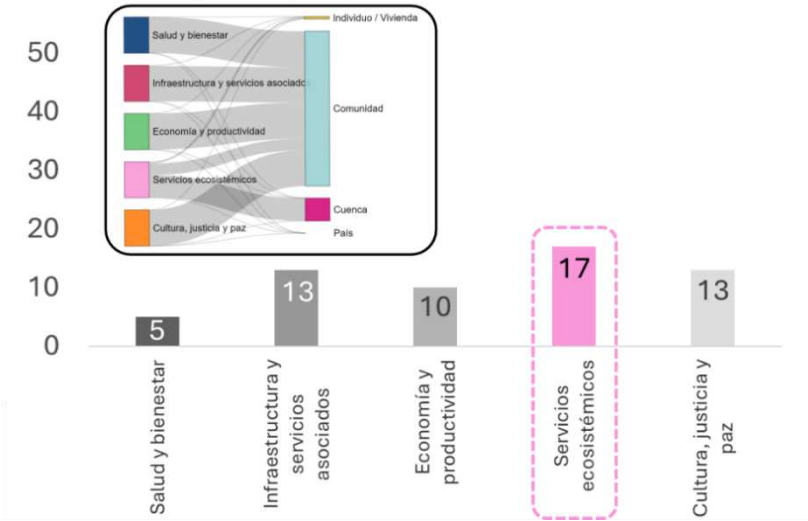 50
40
30
20
10
0
Salud y bienestar
Infraestructura y servicios asociados
Economía y productividad
Servicios ecosistémicos
Cultura, justicia y paz
Individuo / Vivienda
Comunidad
Cuenca
País
5
13
10
17
13
Salud y bienestar
Infraestructura y
servicios
asociados
Economía y
productividad
Servicios
ecosistémicos
Cultura, justicia y
paz